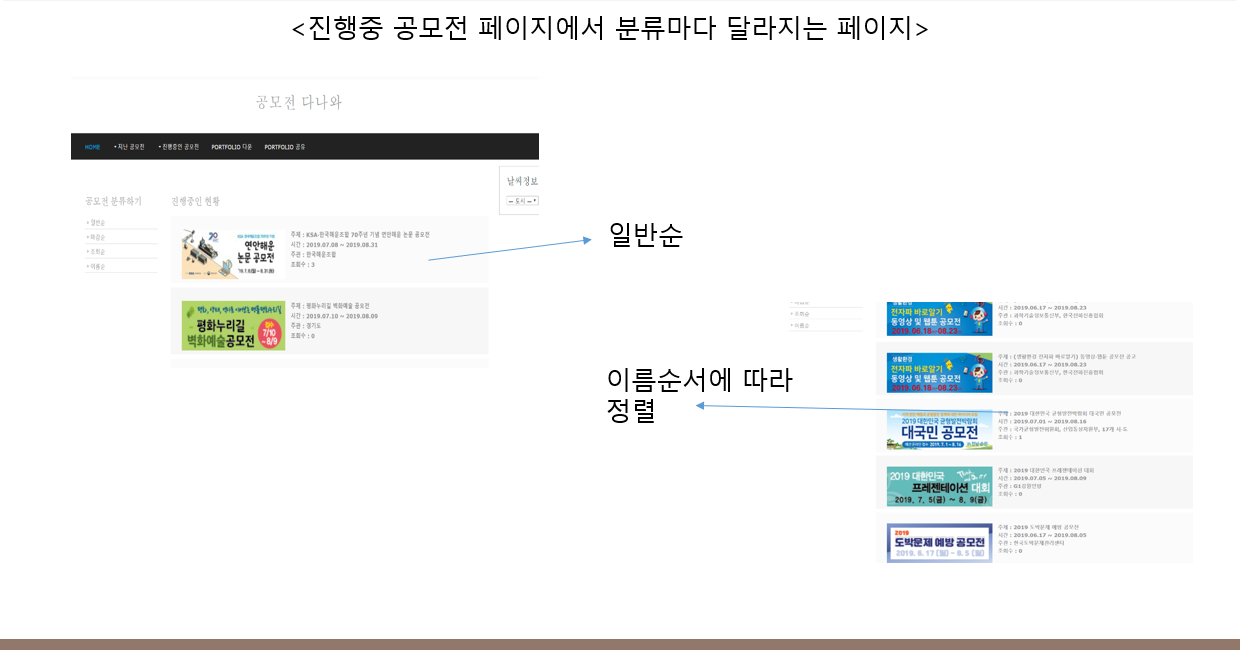 <진행중 공모전 페이지에서 분류마다 달라지는 페이지>
공모전 다나와
HOME • 지난 공모전 • 진행중인 공모전 PORTFOLIO 다운 PORTFOLIO 공유
날씨정보
-- 도시 --
공모전 분류하기
일반순
마감순
조회순
이름순
진행중인 현황
연안해운
논문 공모전
주제 : KSA·한국해운조합 70주년 기념 연안해운 논문 공모전
시간 : 2019.07.08 ~ 2019.08.31
주관 : 한국해운조합
조회수 : 3
평화누리길
벽화예술공모전
7/10
~8/9
주제 : 평화누리길 벽화예술 공모전
시간 : 2019.07.10 ~ 2019.08.09
주관 : 경기도
조회수 : 0
일반순
이름순서에 따라
정렬
조회순
이름순
생활환경
전자파 바로알기
동영상 및 웹툰 공모전
2019.06.18~08.23
시간 : 2019.06.17 ~ 2019.08.23
주관 : 과학기술정보통신부, 한국전파진흥협회
조회수 : 0
생활환경
전자파 바로알기
동영상 및 웹툰 공모전
2019.06.18~08.23
주제 : [생활환경 전자파 바로알기] 동영상·웹툰 공모전 공고
시간 : 2019.06.17 ~ 2019.08.23
주관 : 과학기술정보통신부, 한국전파진흥협회
조회수 : 0
2019 대한민국 균형발전박람회
대국민 공모전
주제 : 2019 대한민국 균형발전박람회 대국민 공모전
시간 : 2019.07.01 ~ 2019.08.16
주관 : 국가균형발전위원회, 산업통상자원부, 17개 시·도
조회수 : 1
2019 대한민국
프레젠테이션 대회
2019. 7. 5(금) ~ 8. 9(금)
주제 : 2019 대한민국 프레젠테이션 대회
시간 : 2019.07.05 ~ 2019.08.09
주관 : G1강원민방
조회수 : 0
2019
도박문제 예방 공모전
2019. 6. 17 (월) ~ 8. 5 (월)
주제 : 2019 도박문제 예방 공모전
시간 : 2019.06.17 ~ 2019.08.05
주관 : 한국도박문제관리센터
조회수 : 0